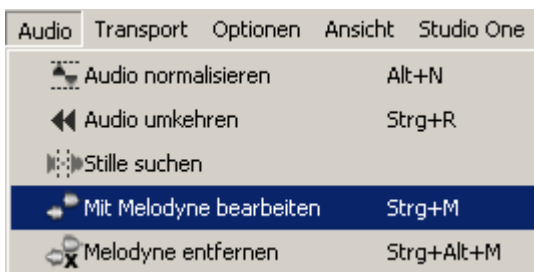 Audio Transport Optionen Ansicht Studio One
Audio normalisieren Alt+N
Audio umkehren Strg+R
Stille suchen
Mit Melodyne bearbeiten Strg+M
Melodyne entfernen Strg+Alt+M